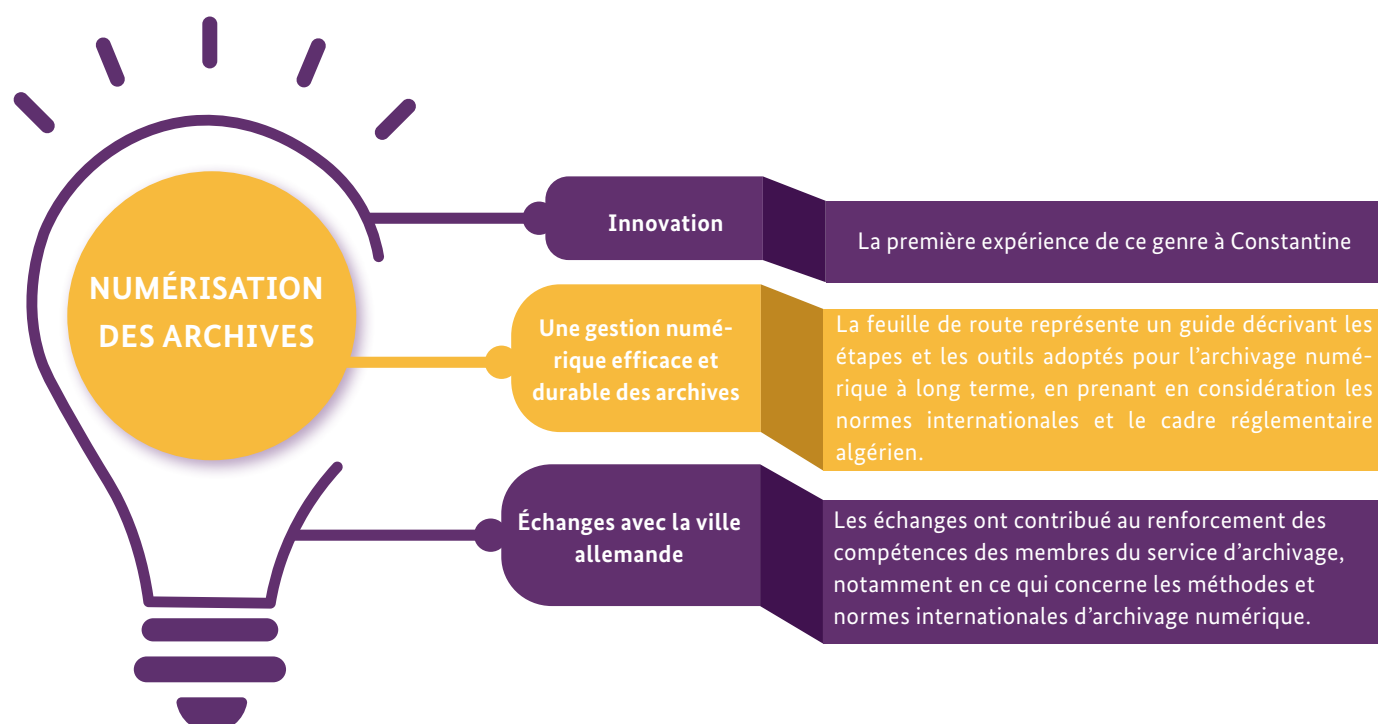 NUMÉRISATION
DES ARCHIVES
Innovation
La première expérience de ce genre à Constantine
Une gestion numé-
rique efficace et
durable des archives
La feuille de route représente un guide décrivant les
étapes et les outils adoptés pour l’archivage numé-
rique à long terme, en prenant en considération les
normes internationales et le cadre réglementaire
algérien.
Échanges avec la ville
allemande
Les échanges ont contribué au renforcement des
compétences des membres du service d’archivage,
notamment en ce qui concerne les méthodes et
normes internationales d’archivage numérique.